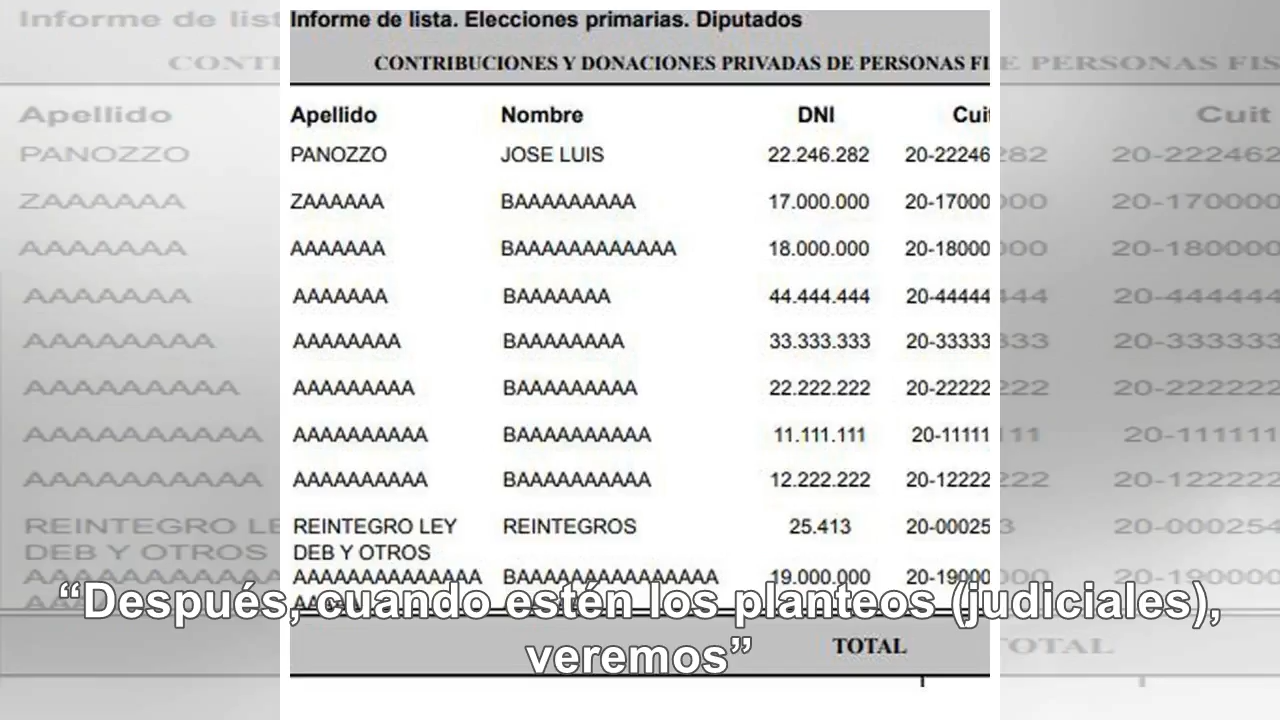 Informe de lista. Elecciones primarias. Diputados
CONTRIBUCIONES Y DONACIONES PRIVADAS DE PERSONAS FI
Apellido Nombre DNI Cuit
PANOZZO JOSE LUIS 22.246.282 20-22246
ZAAAAAA BAAAAAAAAAA 17.000.000 20-17000
AAAAAAA BAAAAAAAAAAAA 18.000.000 20-18000
AAAAAAA BAAAAAAA 44.444.444 20-44444
AAAAAAAA BAAAAAAAA 33.333.333 20-33333
AAAAAAAAA BAAAAAAAAA 22.222.222 20-22222
AAAAAAAAAA BAAAAAAAAAA 11.111.111 20-11111
AAAAAAAAAA BAAAAAAAAAA 12.222.222 20-12222
REINTEGRO LEY REINTEGROS 25.413 20-00025
DEB Y OTROS
AAAAAAAAAAAAAA BAAAAAAAAAAAAAAA 19.000.000 20-19000
“Después, cuando estén los planteos (judiciales),
veremos”
TOTAL